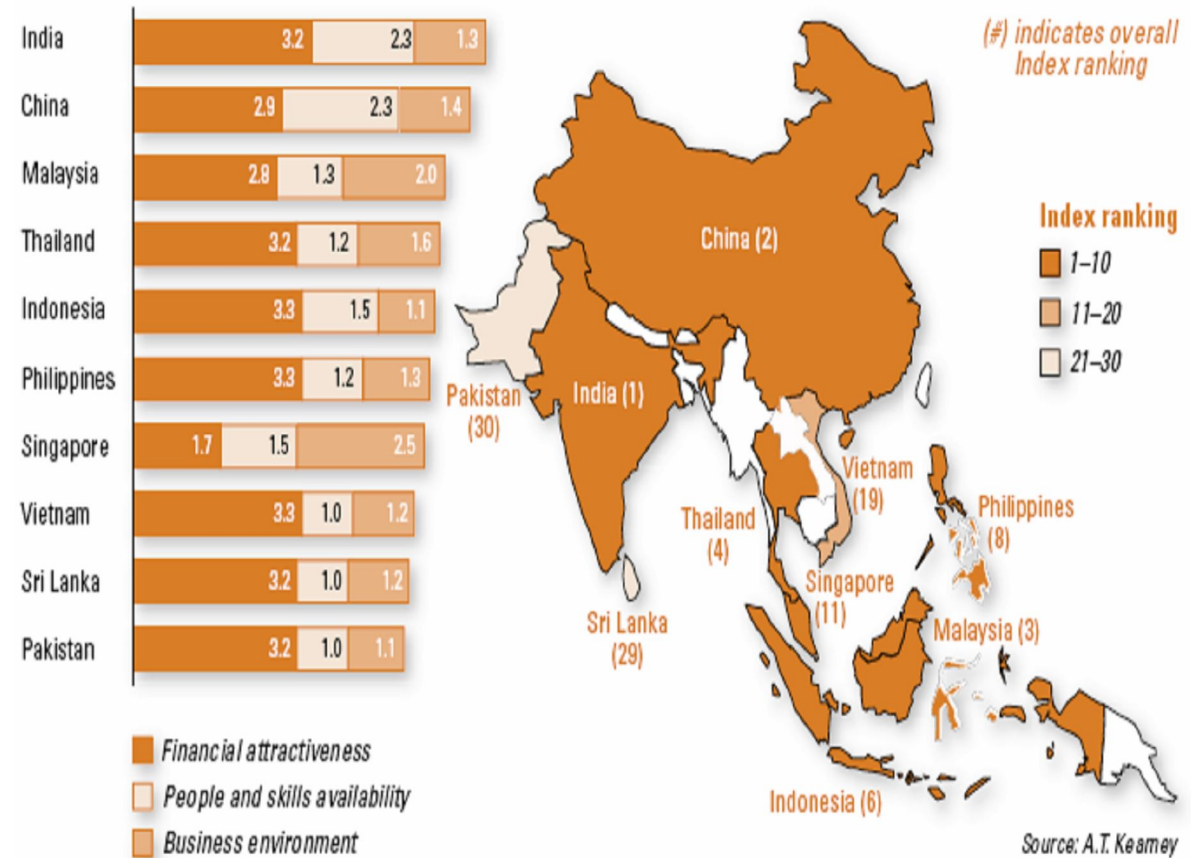 India 3.2 2.3 1.3
China 2.9 2.3 1.4
Malaysia 2.8 1.3 2.0
Thailand 3.2 1.2 1.6
Indonesia 3.3 1.5 1.1
Philippines 3.3 1.2 1.3
Singapore 1.7 1.5 2.5
Vietnam 3.3 1.0 1.2
Sri Lanka 3.2 1.0 1.2
Pakistan 3.2 1.0 1.1
Financial attractiveness
People and skills availability
Business environment
(#) indicates overall
Index ranking
Index ranking
1–10
11–20
21–30
China (2)
India (1)
Pakistan
(30)
Vietnam
(19)
Philippines
(8)
Thailand
(4)
Singapore
(11)
Sri Lanka
(29)
Malaysia (3)
Indonesia (6)
Source: A.T. Kearney